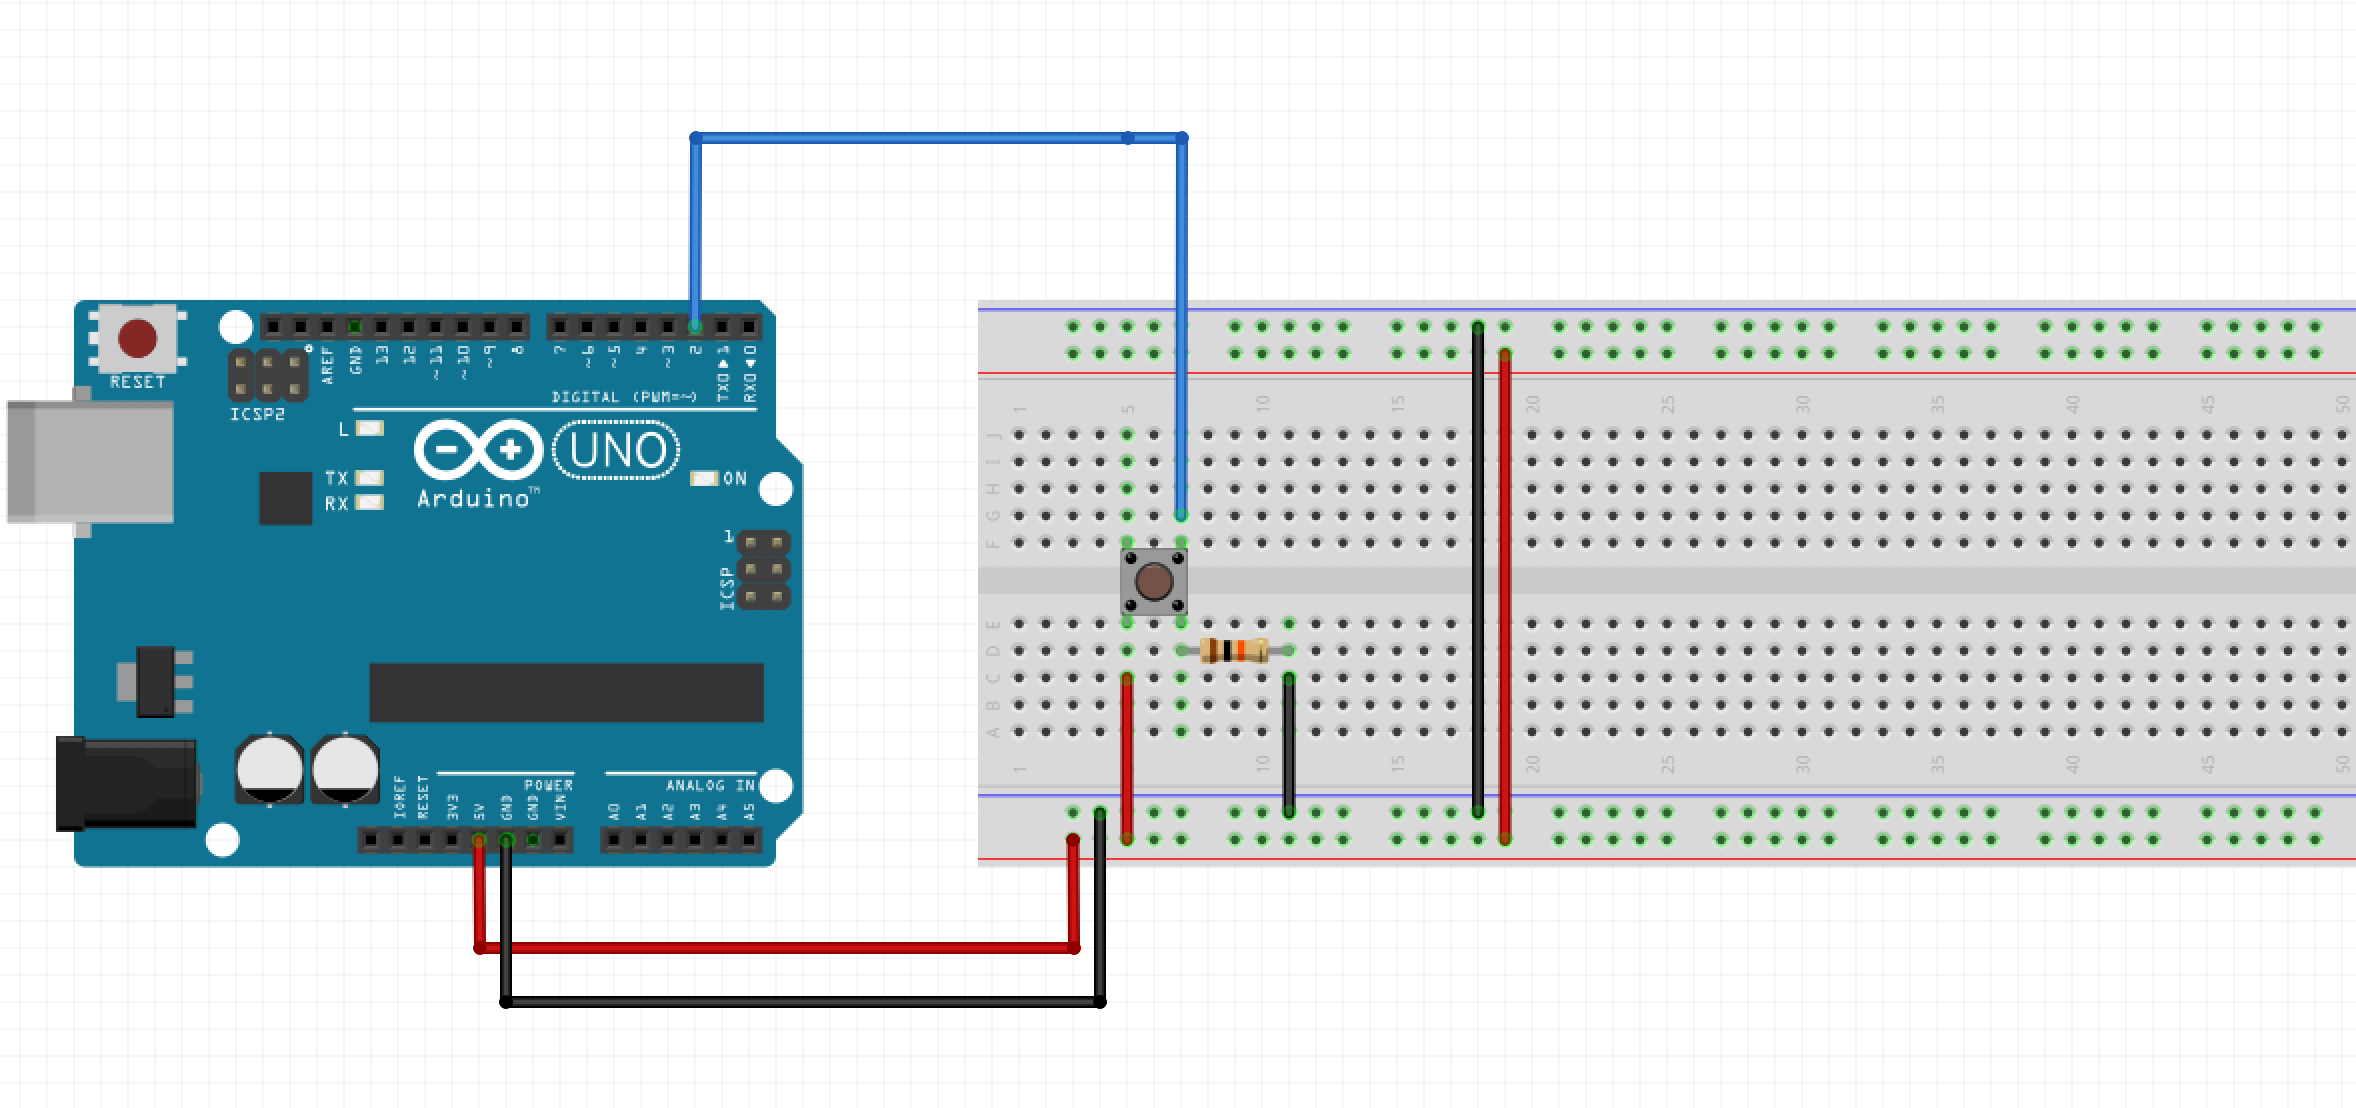 RESET
ICSP2
AREF
GND
13
12
~11
~10
~9
8
7
~6
~5
4
~3
2
TX0▶1
RX0◀0
DIGITAL (PWM=~)
L
TX
RX
UNO
Arduino™
ON
1
ICSP
IOREF
RESET
3V3
5V
GND
GND
VIN
POWER
ANALOG IN
A0
A1
A2
A3
A4
A5
1
5
10
15
20
25
30
35
40
45
50
J
I
H
G
F
E
D
C
B
A
1
10
15
20
25
30
35
40
45
50